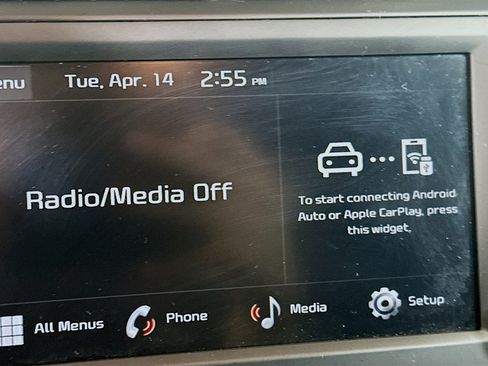 enu
Tue, Apr. 14 2:55 PM
Radio/Media Off
To start connecting Android
Auto or Apple CarPlay, press
this widget.
All Menus Phone Media Setup